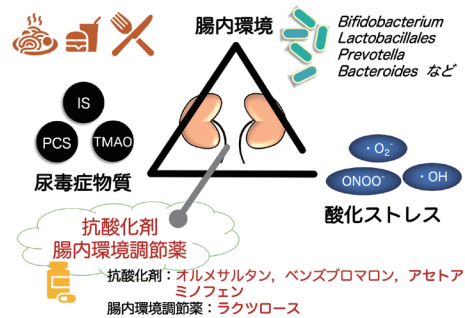 腸内環境
Bifidobacterium
Lactobacillales
Prevotella
Bacteroides など
IS
PCS
TMAO
尿毒症物質
・O₂⁻
ONOO⁻
・OH
酸化ストレス
抗酸化剤
腸内環境調節薬
抗酸化剤：オルメサルタン，ベンズブロマロン，アセトア
ミノフェン
腸内環境調節薬：ラクツロース